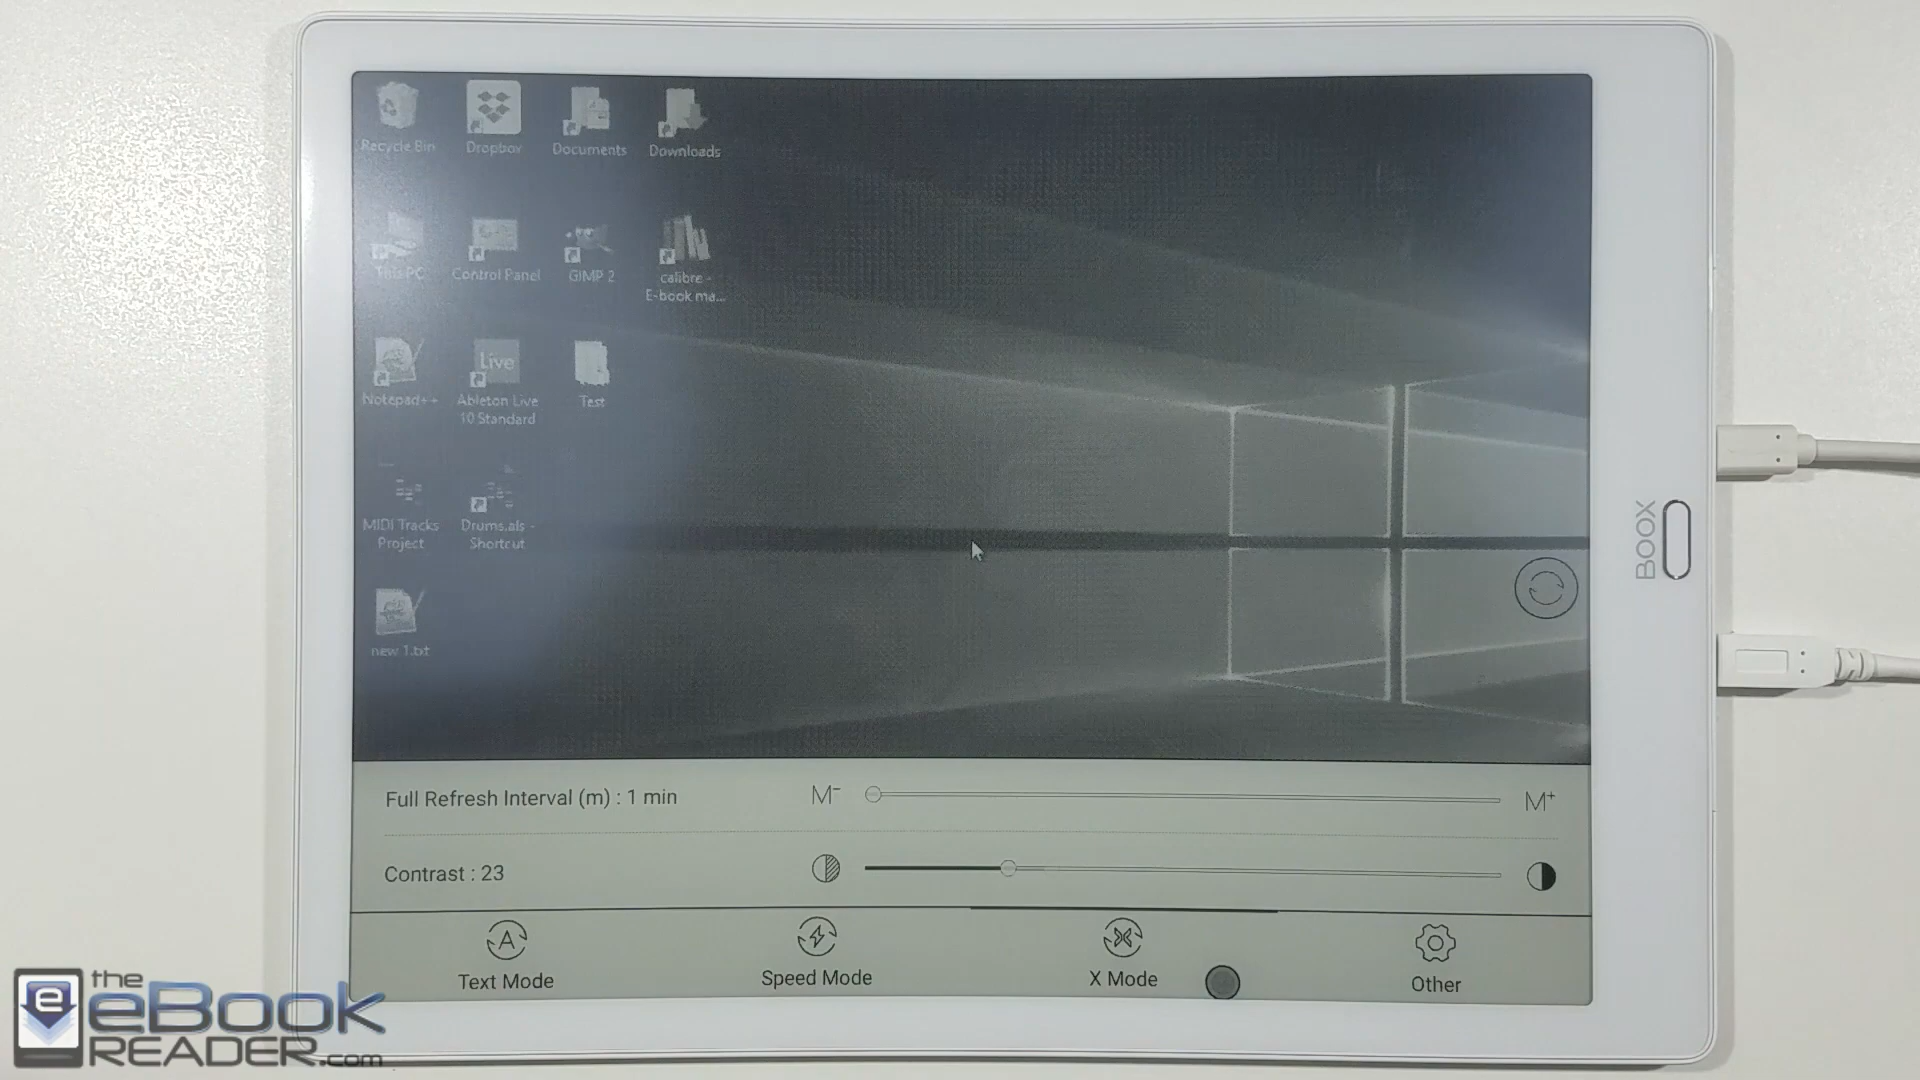 Recycle Bin
Dropbox
Documents
Downloads
This PC
Control Panel
GIMP 2
calibre -
E-book ma...
Notepad++
Live
Ableton Live
10 Standard
Test
MIDI Tracks
Project
Drums.als -
Shortcut
new 1.txt
BOOX
Full Refresh Interval (m) : 1 min
M-
M+
Contrast : 23
A
Text Mode
Speed Mode
X Mode
Other
e
the
eBook
READER.com